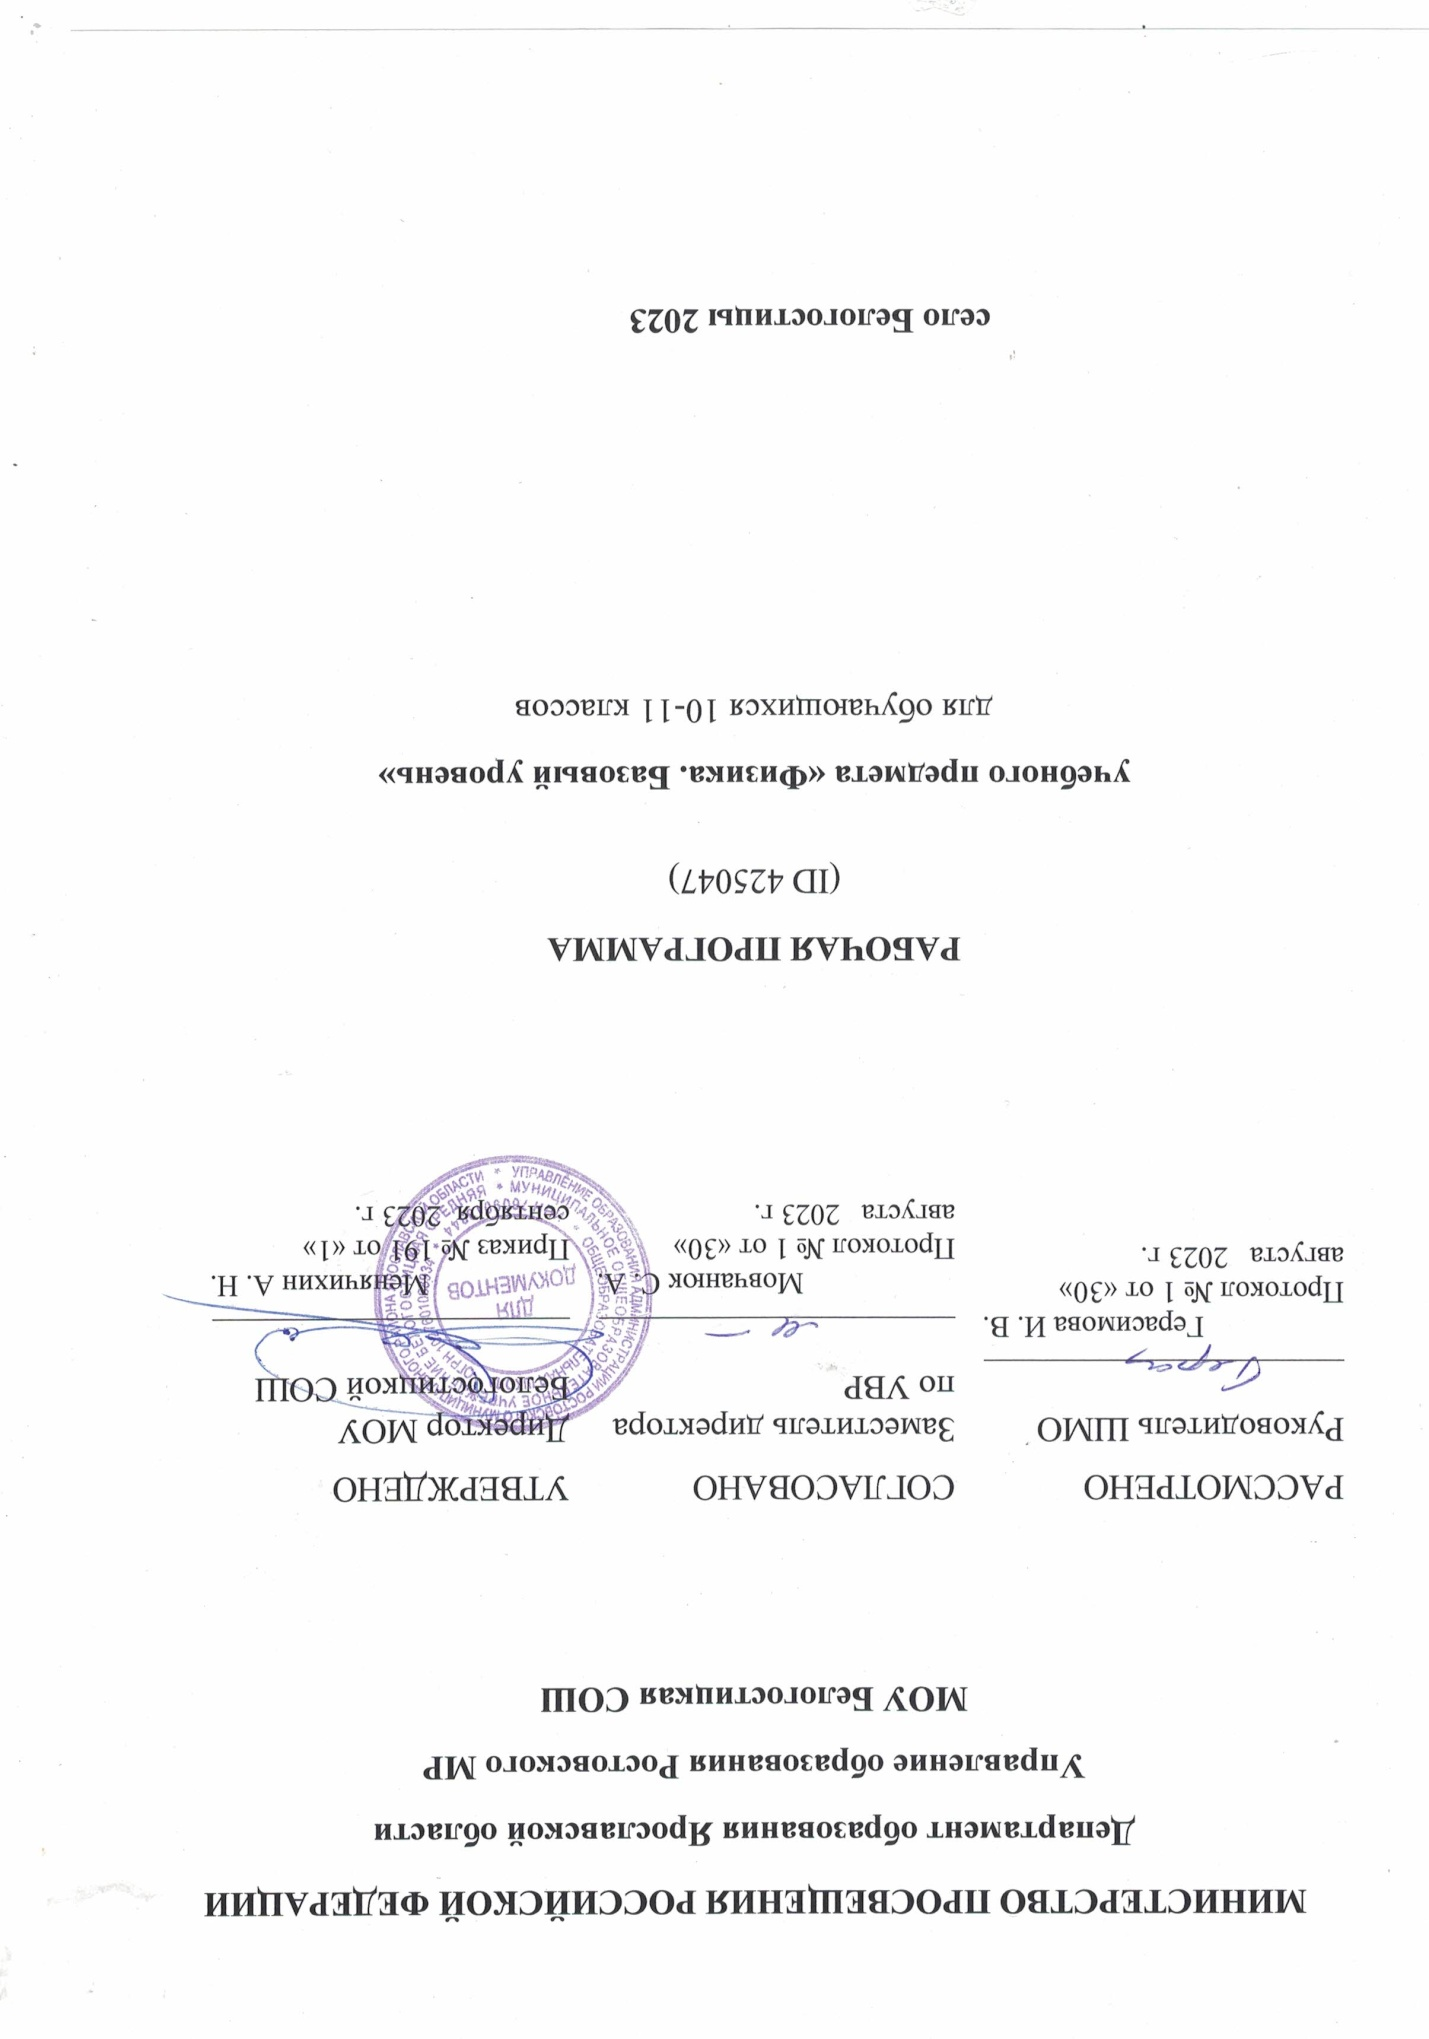 МИНИСТЕРСТВО ПРОСВЕЩЕНИЯ РОССИЙСКОЙ ФЕДЕРАЦИИ
Департамент образования Ярославской области
Управление образования Ростовского МР
МОУ Белогостицкая СОШ
РАССМОТРЕНО
Руководитель ШМО
Герасимова И. В.
Протокол № 1 от «30»
августа 2023 г.
СОГЛАСОВАНО
Заместитель директора
по УВР
Мовчанюк С. А.
Протокол № 1 от «30»
августа 2023 г.
УТВЕРЖДЕНО
Директор МОУ
Белогостицкой СОШ
Менячихин А. Н.
Приказ № 191 от «1»
сентября 2023 г.
ДЛЯ
ДОКУМЕНТОВ
РАБОЧАЯ ПРОГРАММА
(ID 425047)
учебного предмета «Физика. Базовый уровень»
для обучающихся 10-11 классов
село Белогостицы 2023